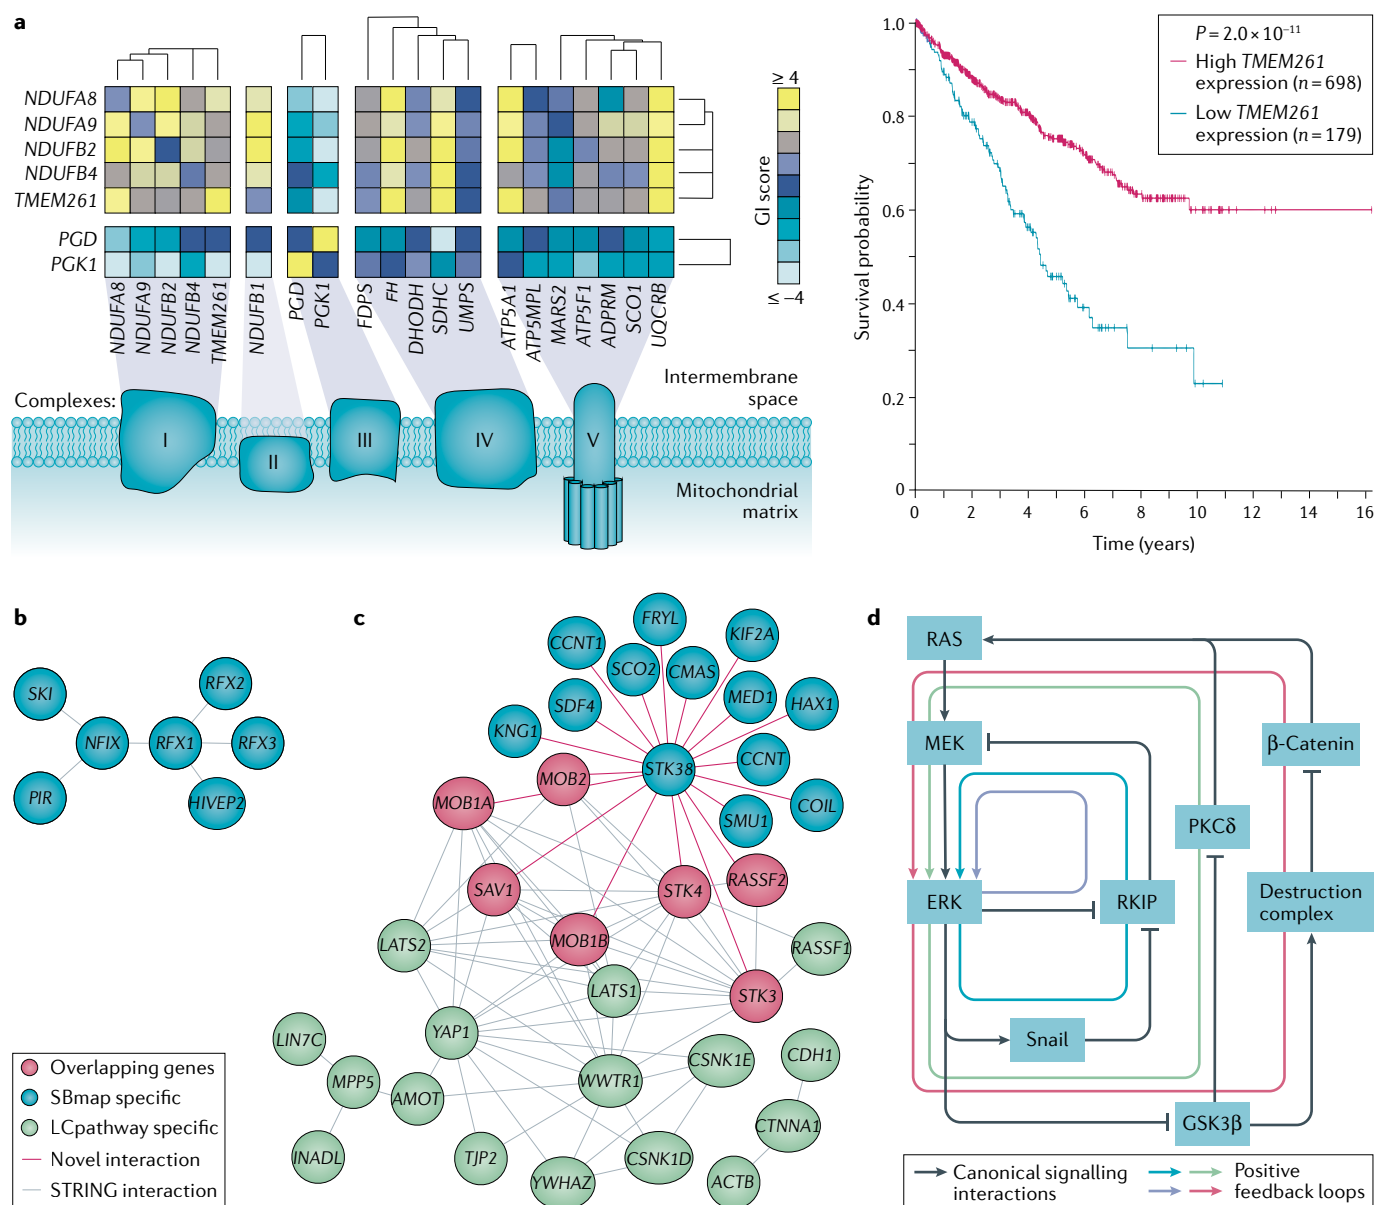 a
NDUFA8
NDUFA9
NDUFB2
NDUFB4
TMEM261
PGD
PGK1
NDUFA8
NDUFA9
NDUFB2
NDUFB4
TMEM261
NDUFB1
PGD
PGK1
FDPS
FH
DHODH
SDHC
UMPS
ATP5A1
ATP5MPL
MARS2
ATP5F1
ADPRM
SCO1
UQCRB
≥ 4
GI score
≤ −4
Complexes:
I
II
III
IV
V
Intermembrane
space
Mitochondrial
matrix
1.0
0.8
0.6
0.4
0.2
0
Survival probability
0
2
4
6
8
10
12
14
16
Time (years)
P = 2.0 × 10⁻¹¹
High TMEM261
expression (n = 698)
Low TMEM261
expression (n = 179)
b
SKI
NFIX
PIR
RFX1
RFX2
RFX3
HIVEP2
Overlapping genes
SBmap specific
LCpathway specific
Novel interaction
STRING interaction
c
FRYL
CCNT1
KIF2A
SCO2
CMAS
SDF4
MED1
HAX1
KNG1
CCNT
STK38
MOB2
MOB1A
COIL
SMU1
SAV1
STK4
RASSF2
LATS2
MOB1B
RASSF1
LATS1
STK3
YAP1
LIN7C
MPP5
AMOT
WWTR1
CSNK1E
CDH1
CTNNA1
INADL
TJP2
YWHAZ
CSNK1D
ACTB
d
RAS
MEK
β-Catenin
PKCδ
ERK
RKIP
Destruction
complex
Snail
GSK3β
Canonical signalling
interactions
Positive
feedback loops